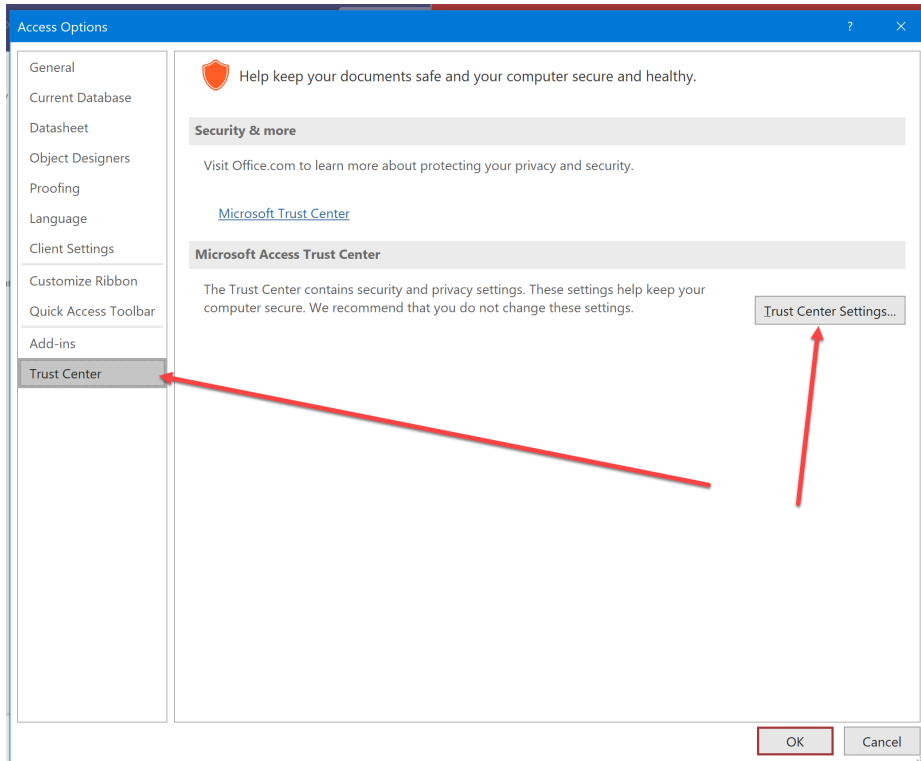 Access Options
?
General
Current Database
Datasheet
Object Designers
Proofing
Language
Client Settings
Customize Ribbon
Quick Access Toolbar
Add-ins
Trust Center
Help keep your documents safe and your computer secure and healthy.
Security & more
Visit Office.com to learn more about protecting your privacy and security.
Microsoft Trust Center
Microsoft Access Trust Center
The Trust Center contains security and privacy settings. These settings help keep your
computer secure. We recommend that you do not change these settings.
Trust Center Settings...
OK
Cancel